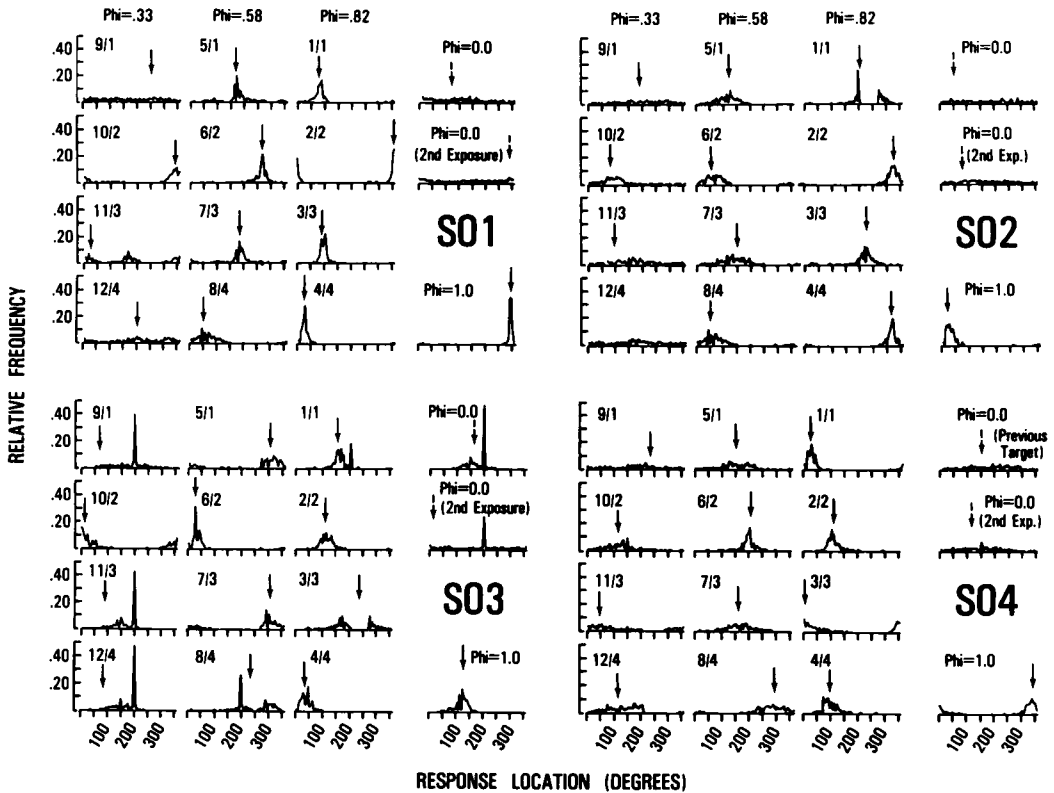 Phi=.33 Phi=.58 Phi=.82 Phi=.33 Phi=.58 Phi=.82
.40 9/1 5/1 1/1 Phi=0.0 9/1 5/1 1/1 Phi=0.0
.20
.40 10/2 6/2 2/2 Phi=0.0 10/2 6/2 2/2 Phi=0.0
.20 (2nd Exposure) (2nd Exp.)
.40 11/3 7/3 3/3 11/3 7/3 3/3
.20 SO1 SO2
.40 12/4 8/4 4/4 Phi=1.0 12/4 8/4 4/4 Phi=1.0
.20
RELATIVE FREQUENCY
.40 9/1 5/1 1/1 Phi=0.0 9/1 5/1 1/1 Phi=0.0
.20 (Previous
Target)
.40 10/2 6/2 2/2 Phi=0.0 10/2 6/2 2/2 Phi=0.0
.20 (2nd Exposure) (2nd Exp.)
.40 11/3 7/3 3/3 11/3 7/3 3/3
.20 SO3 SO4
.40 12/4 8/4 4/4 Phi=1.0 12/4 8/4 4/4 Phi=1.0
.20
100 200 300 100 200 300 100 200 300 100 200 300 100 200 300 100 200 300 100 200 300 100 200 300
RESPONSE LOCATION (DEGREES)